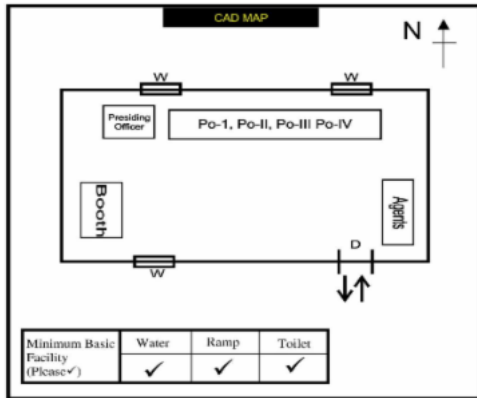 CAD MAP
N
W
W
Presiding
Officer
Po-1, Po-II, Po-III Po-IV
Booth
Agents
D
W
Minimum Basic
Facility
(Please✓)
Water
Ramp
Toilet
✓
✓
✓